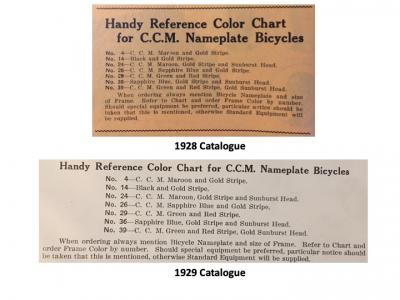 Handy Reference Color Chart
for C.C.M. Nameplate Bicycles
No. 4—C. C. M. Maroon and Gold Stripe.
No. 14—Black and Gold Stripe.
No. 24—C. C. M. Maroon, Gold Stripe and Sunburst Head.
No. 26—C. C. M. Sapphire Blue and Gold Stripe.
No. 29—C. C. M. Green and Red Stripe.
No. 36—Sapphire Blue, Gold Stripe and Sunburst Head.
No. 39—C. C. M. Green, Red Stripe and Sunburst Head.
When ordering always mention Bicycle Nameplate and size
of Frame. Refer to Chart and order Frame Color by number.
Should special equipment be preferred, particular notice should be
taken that this is mentioned, otherwise Standard Equipment will
be supplied.
1928 Catalogue
Handy Reference Color Chart for C.C.M. Nameplate Bicycles
No. 4—C. C. M. Maroon and Gold Stripe.
No. 14—Black and Gold Stripe.
No. 24—C. C. M. Maroon, Gold Stripe and Sunburst Head.
No. 26—C. C. M. Sapphire Blue, and Gold Stripe.
No. 29—C. C. M. Green and Red Stripe.
No. 36—Sapphire Blue, Gold Stripe and Sunburst Head.
No. 39—C. C. M. Green, Red Stripe and Sunburst Head.
When ordering always mention Bicycle Nameplate and size of Frame. Refer to Chart and
order Frame Color by number. Should special equipment be preferred, particular notice should
be taken that this is mentioned, otherwise Standard Equipment will be supplied.
1929 Catalogue